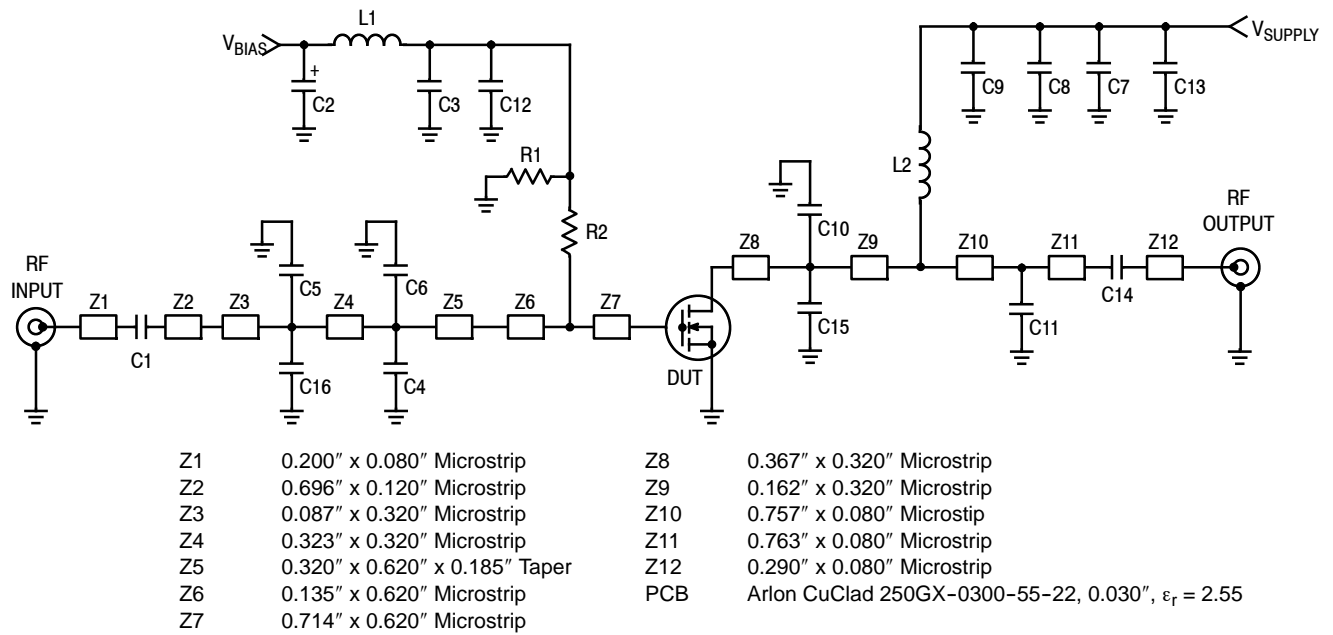 L1
V_BIAS
V_SUPPLY
+
C2
C3
C12
C9
C8
C7
C13
R1
L2
R2
RF
INPUT
C5
C6
C10
RF
OUTPUT
Z8
Z9
Z10
Z11
Z12
Z1
Z2
Z3
Z4
Z5
Z6
Z7
C14
C1
C15
C11
C16
C4
DUT
Z1 0.200″ x 0.080″ Microstrip
Z2 0.696″ x 0.120″ Microstrip
Z3 0.087″ x 0.320″ Microstrip
Z4 0.323″ x 0.320″ Microstrip
Z5 0.320″ x 0.620″ x 0.185″ Taper
Z6 0.135″ x 0.620″ Microstrip
Z7 0.714″ x 0.620″ Microstrip
Z8 0.367″ x 0.320″ Microstrip
Z9 0.162″ x 0.320″ Microstrip
Z10 0.757″ x 0.080″ Microstip
Z11 0.763″ x 0.080″ Microstrip
Z12 0.290″ x 0.080″ Microstrip
PCB Arlon CuClad 250GX-0300-55-22, 0.030″, εr = 2.55